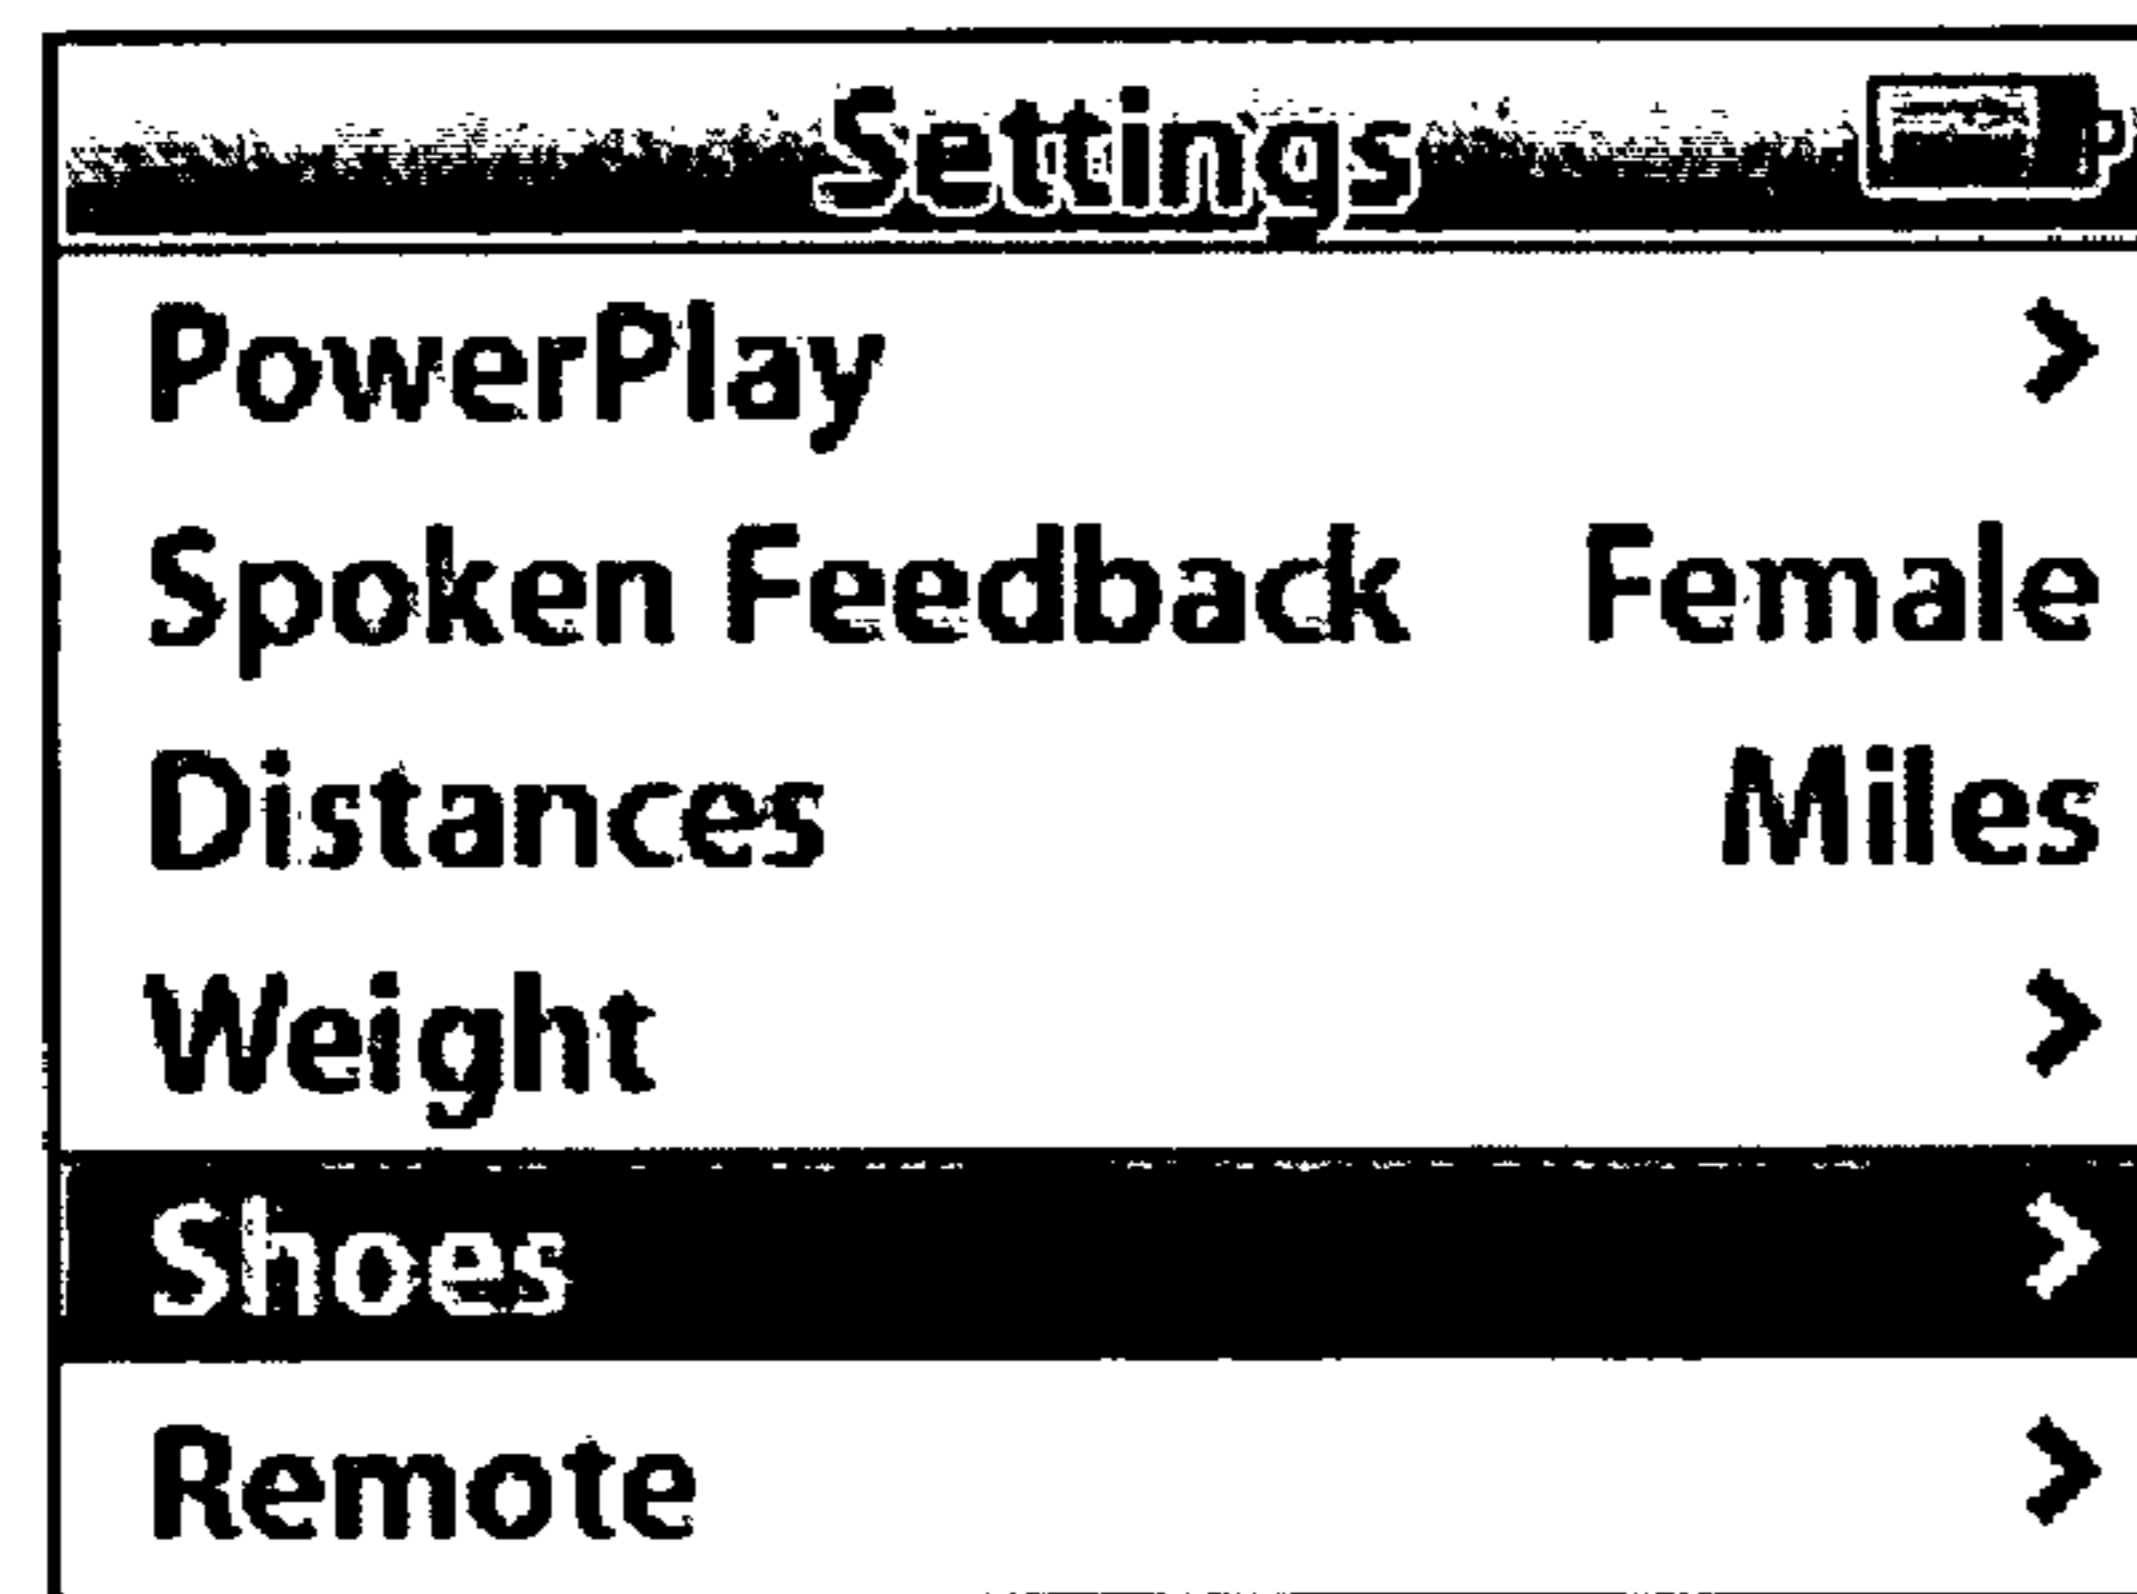 Settings
PowerPlay >
Spoken Feedback Female
Distances Miles
Weight >
Shoes >
Remote >